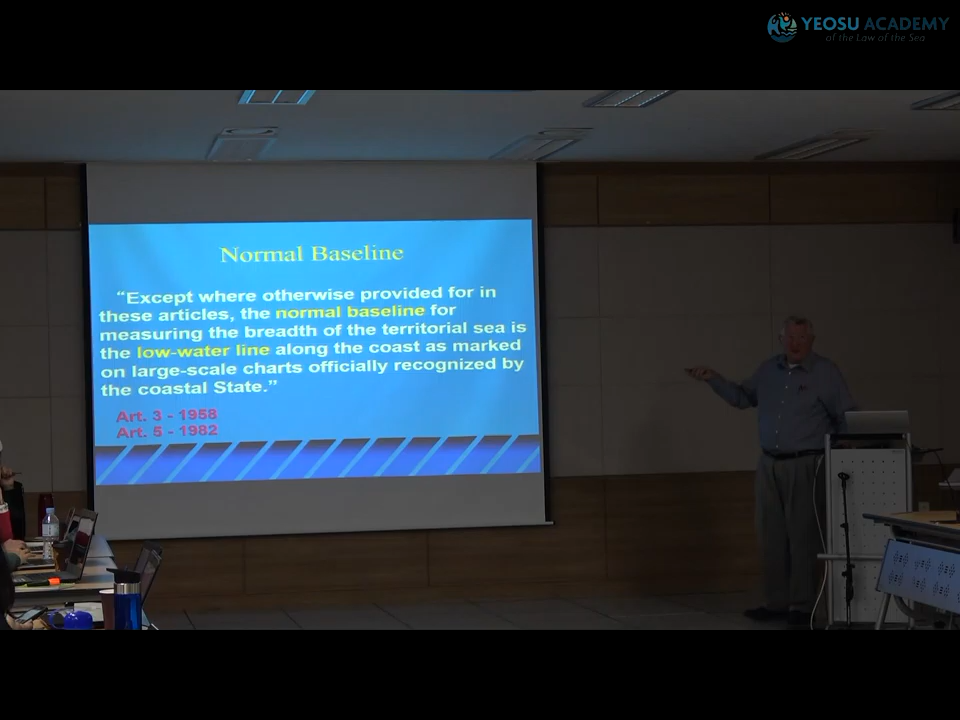 YEOSU ACADEMY
of the Law of the Sea
Normal Baseline
“Except where otherwise provided for in
these articles, the normal baseline for
measuring the breadth of the territorial sea is
the low-water line along the coast as marked
on large-scale charts officially recognized by
the coastal State.”
Art. 3 - 1958
Art. 5 - 1982